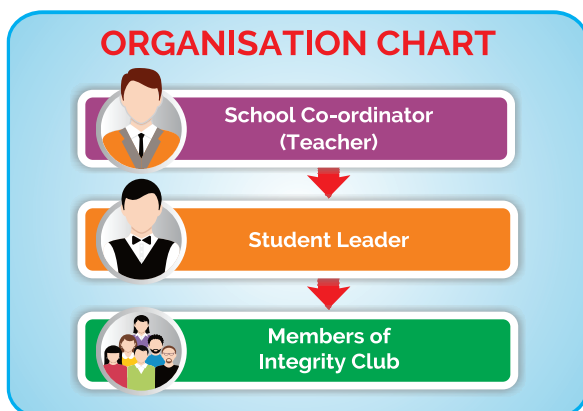 ORGANISATION CHART
School Co-ordinator
(Teacher)
Student Leader
Members of
Integrity Club